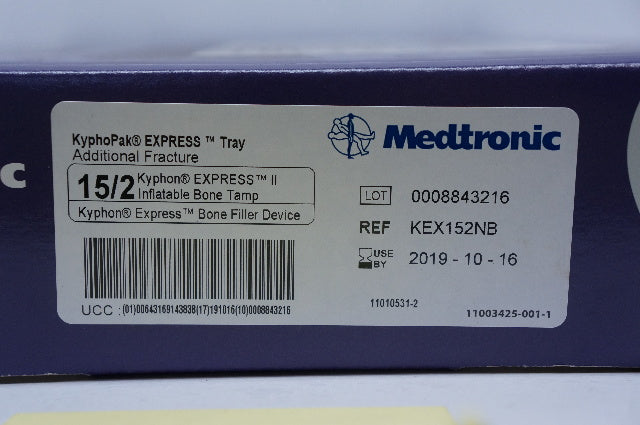 c
KyphoPak® EXPRESS ™ Tray
Additional Fracture
15/2
Kyphon® EXPRESS™ II
Inflatable Bone Tamp
Kyphon® Express™ Bone Filler Device
UCC : (01)00643169143838(17)191016(10)0008843216
Medtronic
LOT 0008843216
REF KEX152NB
USE BY 2019 - 10 - 16
11010531-2
11003425-001-1